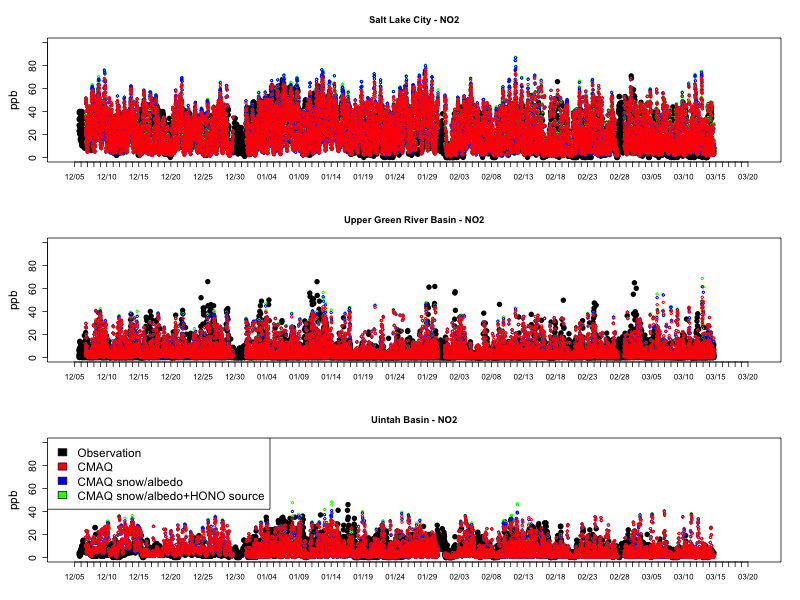 Salt Lake City - NO2
ppb
80
60
40
20
0
12/05 12/10 12/15 12/20 12/25 12/30 01/04 01/09 01/14 01/19 01/24 01/29 02/03 02/08 02/13 02/18 02/23 02/28 03/05 03/10 03/15 03/20
Upper Green River Basin - NO2
ppb
80
60
40
20
0
12/05 12/10 12/15 12/20 12/25 12/30 01/04 01/09 01/14 01/19 01/24 01/29 02/03 02/08 02/13 02/18 02/23 02/28 03/05 03/10 03/15 03/20
Uintah Basin - NO2
ppb
80
60
40
20
0
Observation
CMAQ
CMAQ snow/albedo
CMAQ snow/albedo+HONO source
12/05 12/10 12/15 12/20 12/25 12/30 01/04 01/09 01/14 01/19 01/24 01/29 02/03 02/08 02/13 02/18 02/23 02/28 03/05 03/10 03/15 03/20